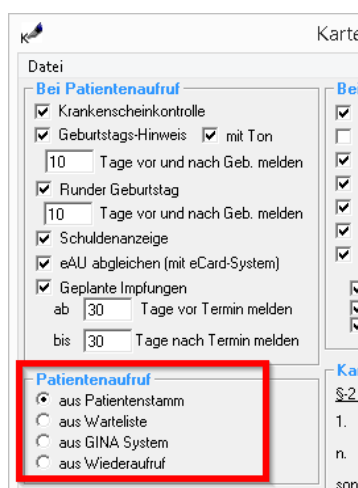 Karte
Datei
Bei Patientenaufruf
Krankenscheinkontrolle
Geburtstags-Hinweis mit Ton
10 Tage vor und nach Geb. melden
Runder Geburtstag
10 Tage vor und nach Geb. melden
Schuldenanzeige
eAU abgleichen (mit eCard-System)
Geplante Impfungen
ab 30 Tage vor Termin melden
bis 30 Tage nach Termin melden
Patientenaufruf
aus Patientenstamm
aus Warteliste
aus GINA System
aus Wiederaufruf
Be
Ka
§-2
1.
n.
son